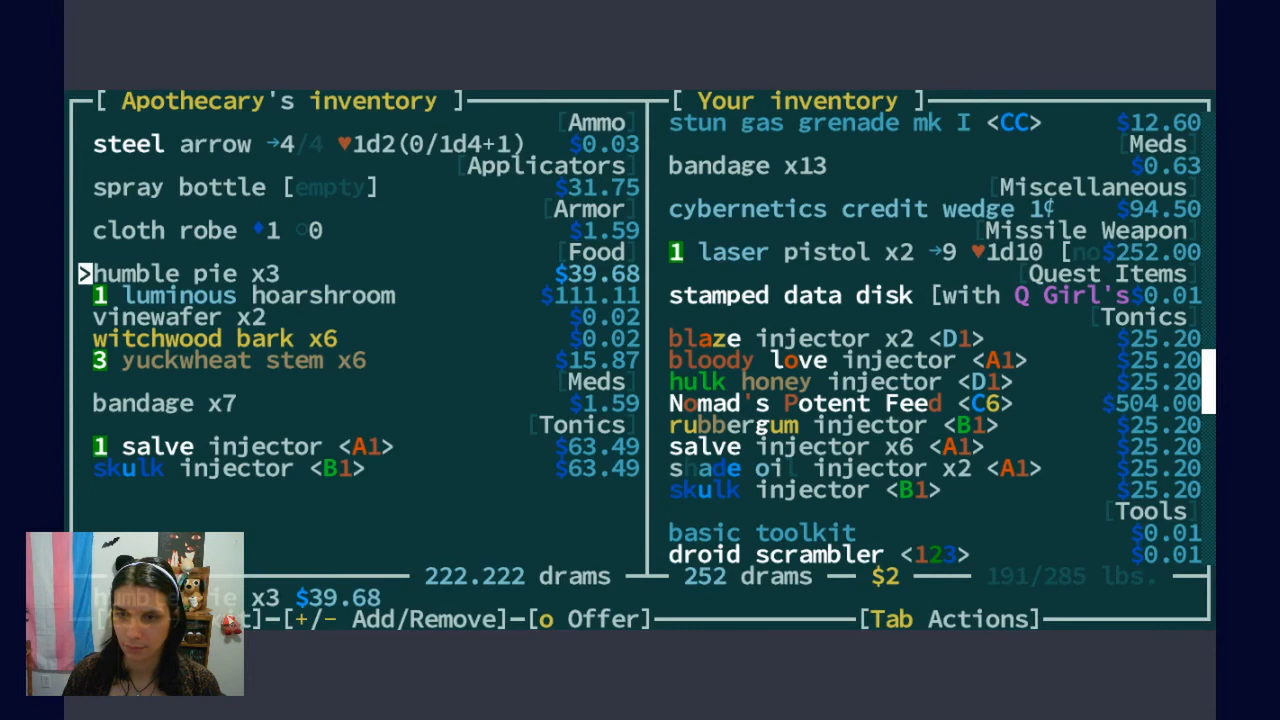 [ Apothecary's inventory ]
[Ammo]
steel arrow →4/4 ♥1d2(0/1d4+1) $0.03
[Applicators]
spray bottle [empty] $31.75
[Armor]
cloth robe ♦1 ○0 $1.59
[Food]
>humble pie x3 $39.68
1 luminous hoarshroom $111.11
vinewafer x2 $0.02
witchwood bark x6 $0.02
3 yuckwheat stem x6 $15.87
[Meds]
bandage x7 $1.59
[Tonics]
1 salve injector <A1> $63.49
skulk injector <B1> $63.49
222.222 drams
x3 $39.68
[+/- Add/Remove]
[o Offer]
[ Your inventory ]
stun gas grenade mk I <CC> $12.60
[Meds]
bandage x13 $0.63
[Miscellaneous]
cybernetics credit wedge 1¢ $94.50
[Missile Weapon]
1 laser pistol x2 →9 ♥1d10 [no$252.00
[Quest Items]
stamped data disk [with Q Girl's$0.01
[Tonics]
blaze injector x2 <D1> $25.20
bloody love injector <A1> $25.20
hulk honey injector <D1> $25.20
Nomad's Potent Feed <C6> $504.00
rubbergum injector <B1> $25.20
salve injector x6 <A1> $25.20
shade oil injector x2 <A1> $25.20
skulk injector <B1> $25.20
[Tools]
basic toolkit $0.01
droid scrambler <123> $0.01
252 drams
$2
191/285 lbs.
[Tab Actions]